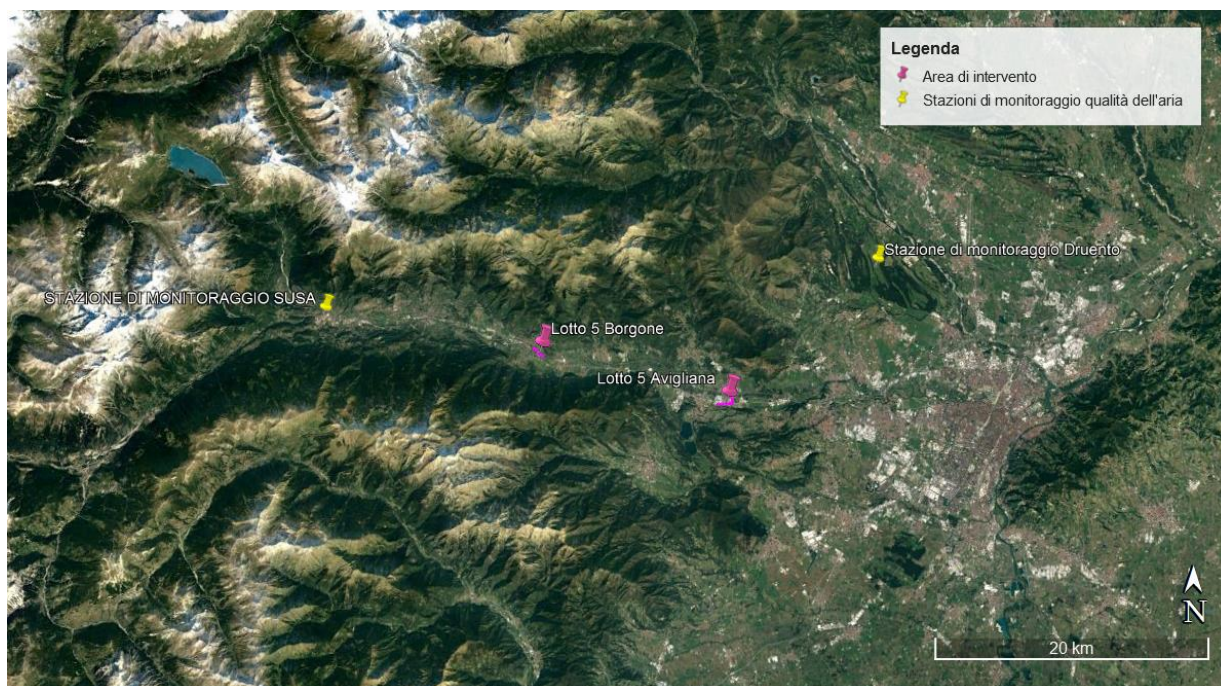 Legenda
Area di intervento
Stazioni di monitoraggio qualità dell'aria
Stazione di monitoraggio Druento
STAZIONE DI MONITORAGGIO SUSA
Lotto 5 Borgone
Lotto 5 Avigliana
N
20 km